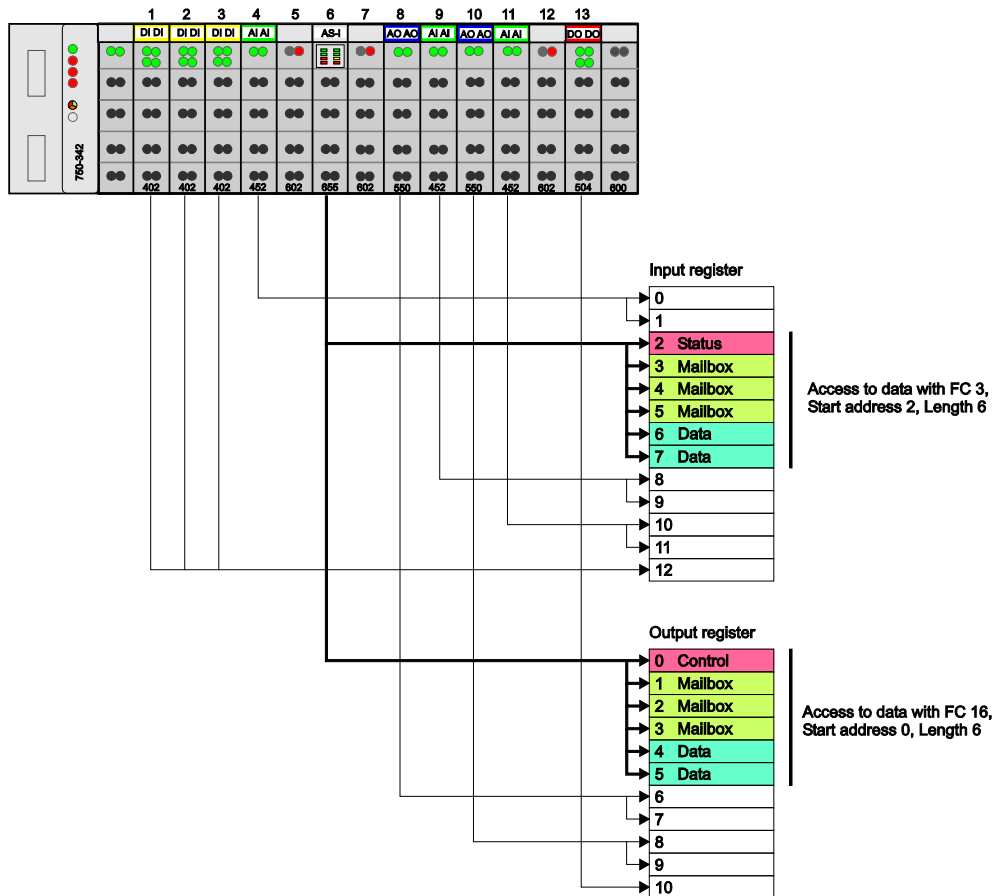 1 2 3 4 5 6 7 8 9 10 11 12 13
DI DI DI DI DI DI AI AI AS-I AO AO AI AI AO AO AI AI DO DO
750-342
402 402 402 452 602 655 602 550 452 550 452 602 504 600
Input register
0
1
2 Status
3 Mailbox
4 Mailbox
5 Mailbox
6 Data
7 Data
8
9
10
11
12
Access to data with FC 3,
Start address 2, Length 6
Output register
0 Control
1 Mailbox
2 Mailbox
3 Mailbox
4 Data
5 Data
6
7
8
9
10
Access to data with FC 16,
Start address 0, Length 6